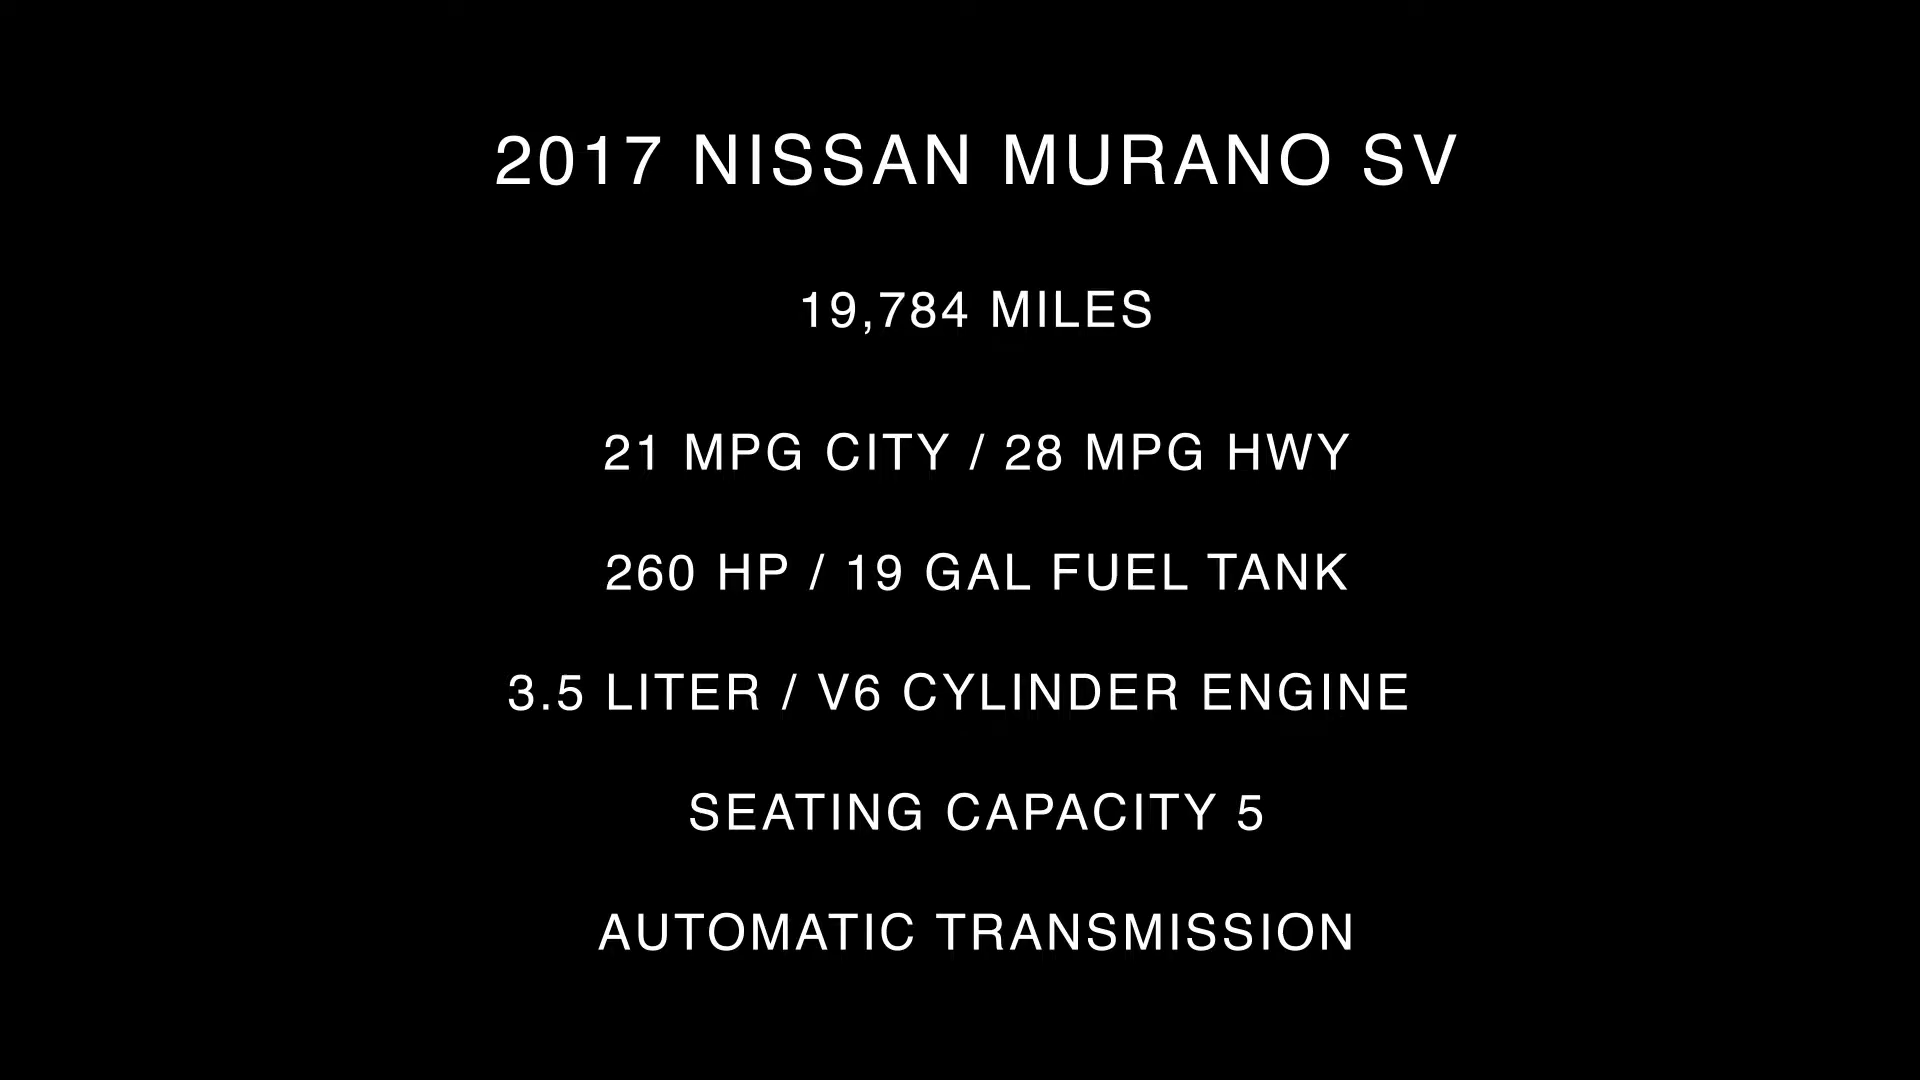 2017 NISSAN MURANO SV
19,784 MILES
21 MPG CITY / 28 MPG HWY
260 HP / 19 GAL FUEL TANK
3.5 LITER / V6 CYLINDER ENGINE
SEATING CAPACITY 5
AUTOMATIC TRANSMISSION